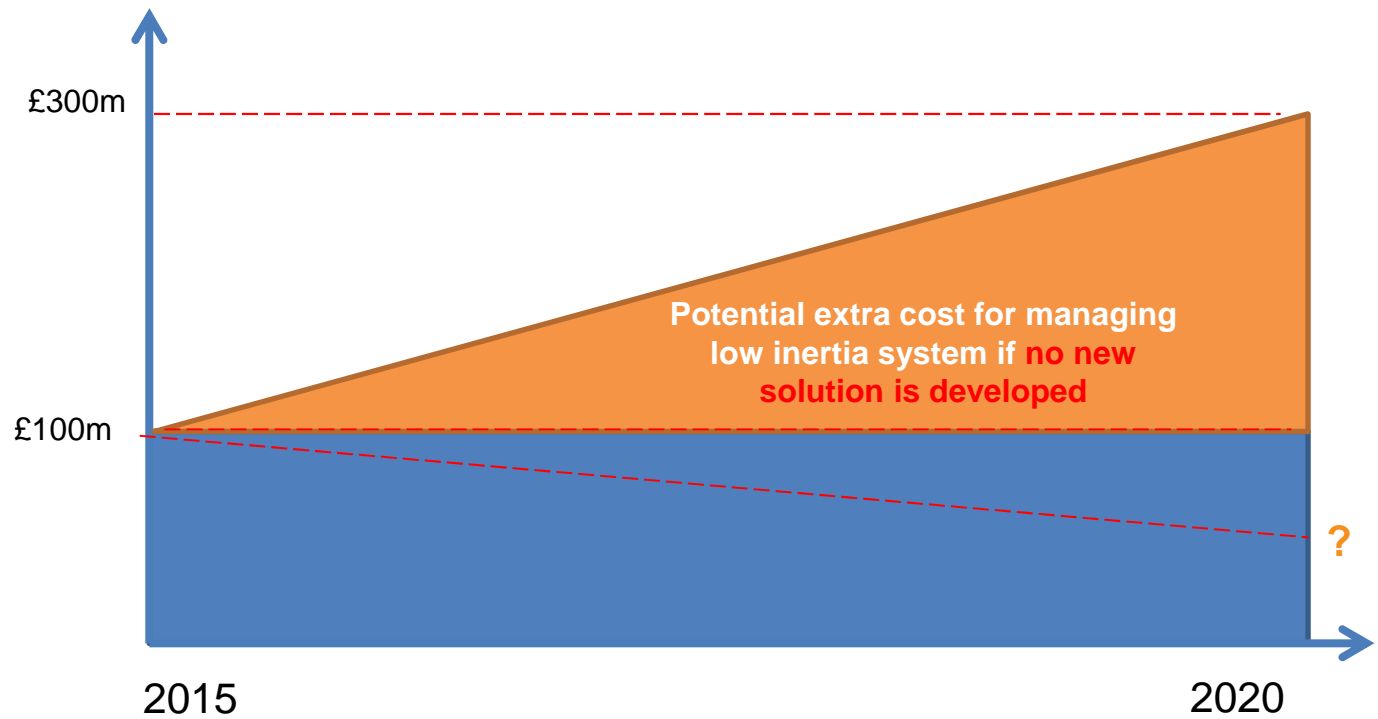 £300m
Potential extra cost for managing
low inertia system if no new
solution is developed
£100m
?
2015
2020